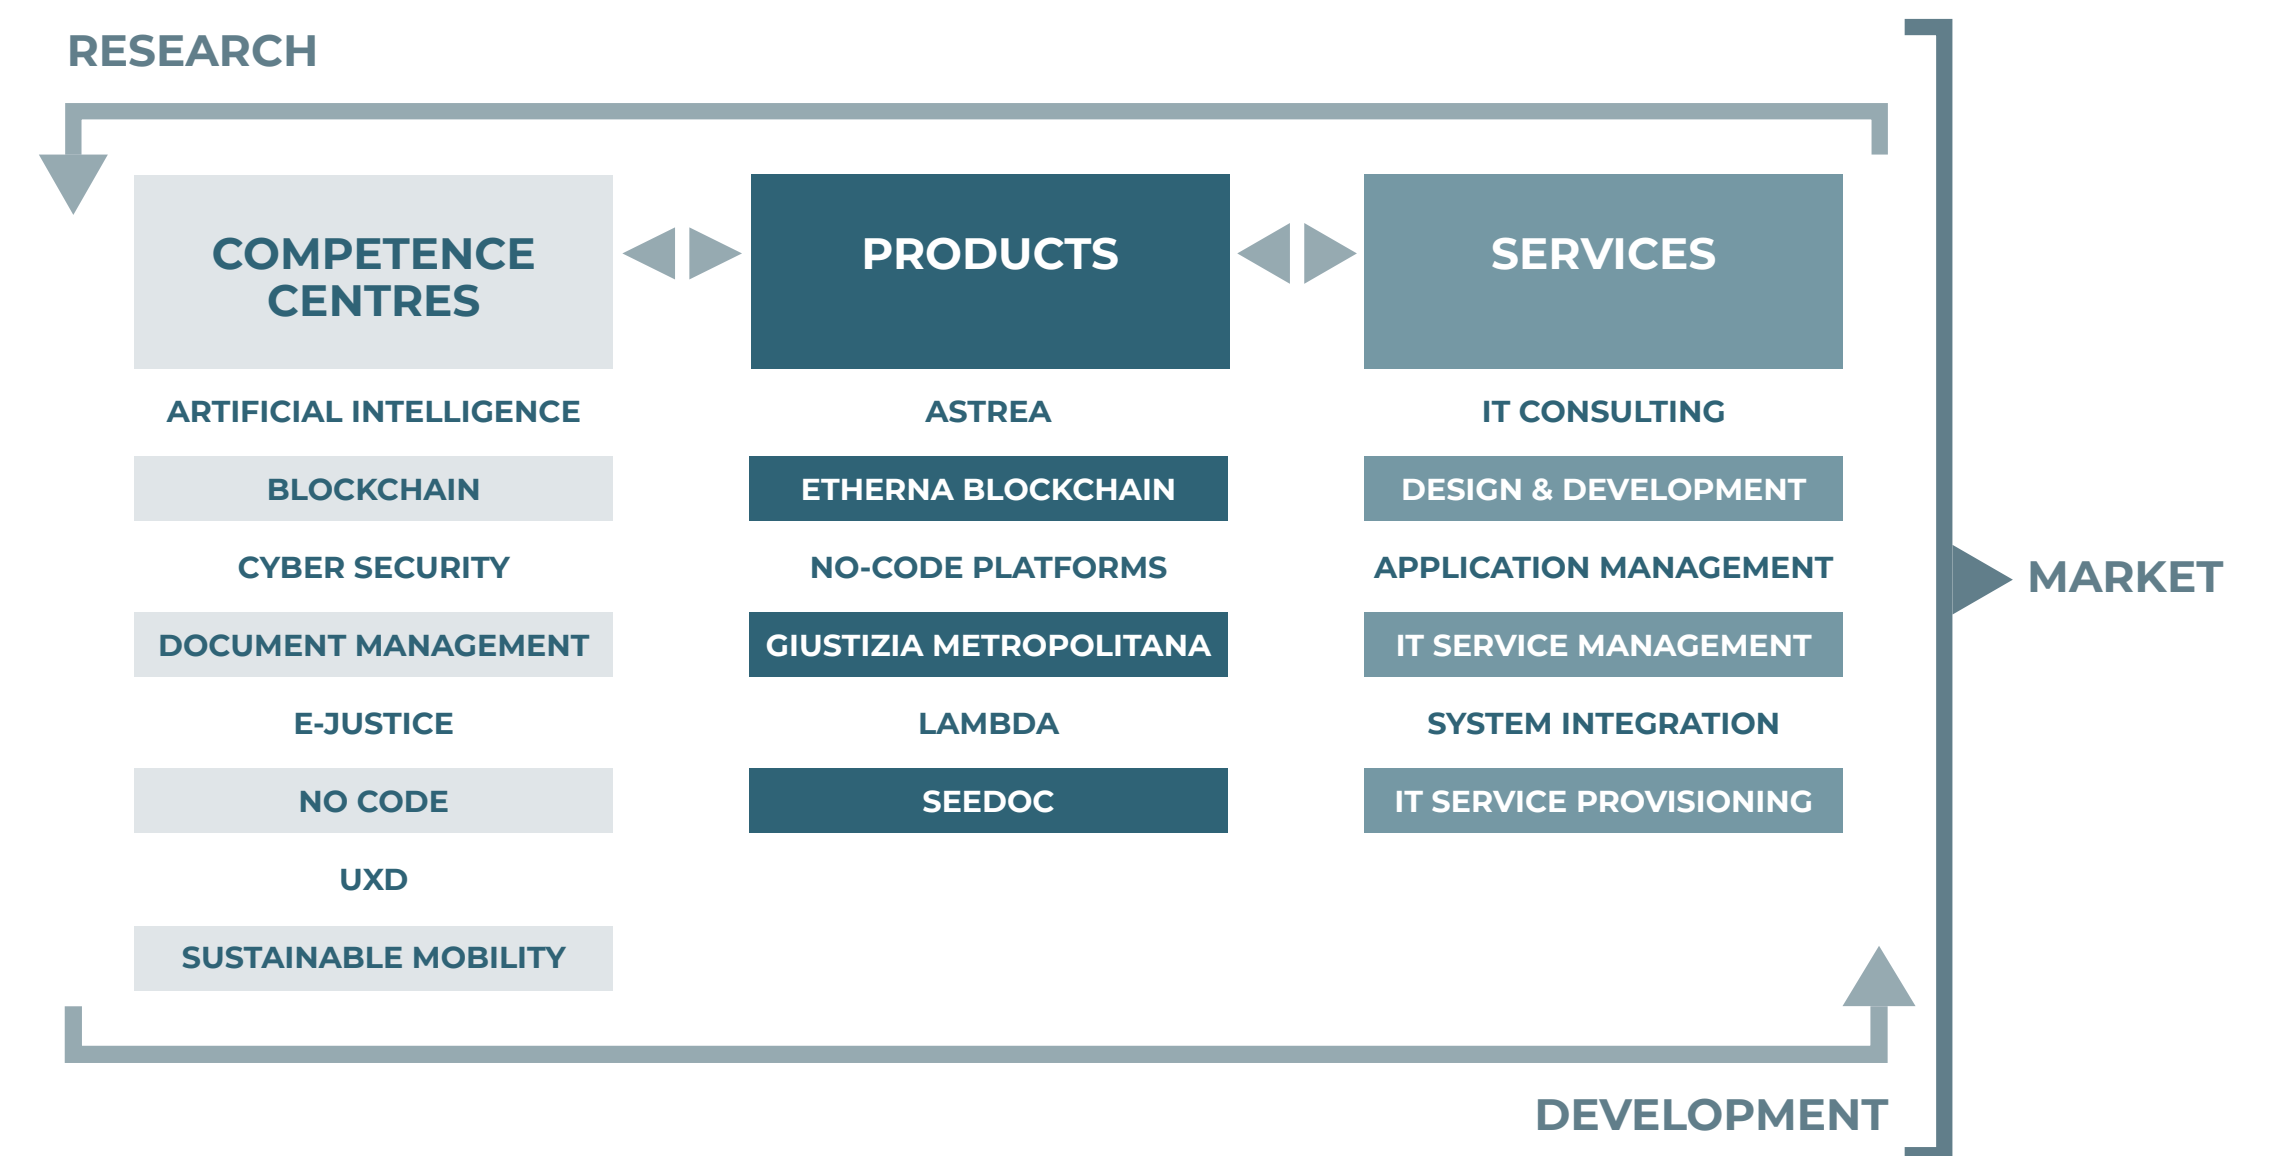 RESEARCH
COMPETENCE
CENTRES
ARTIFICIAL INTELLIGENCE
BLOCKCHAIN
CYBER SECURITY
DOCUMENT MANAGEMENT
E-JUSTICE
NO CODE
UXD
SUSTAINABLE MOBILITY
PRODUCTS
ASTREA
ETHERNA BLOCKCHAIN
NO-CODE PLATFORMS
GIUSTIZIA METROPOLITANA
LAMBDA
SEEDOC
SERVICES
IT CONSULTING
DESIGN & DEVELOPMENT
APPLICATION MANAGEMENT
IT SERVICE MANAGEMENT
SYSTEM INTEGRATION
IT SERVICE PROVISIONING
MARKET
DEVELOPMENT